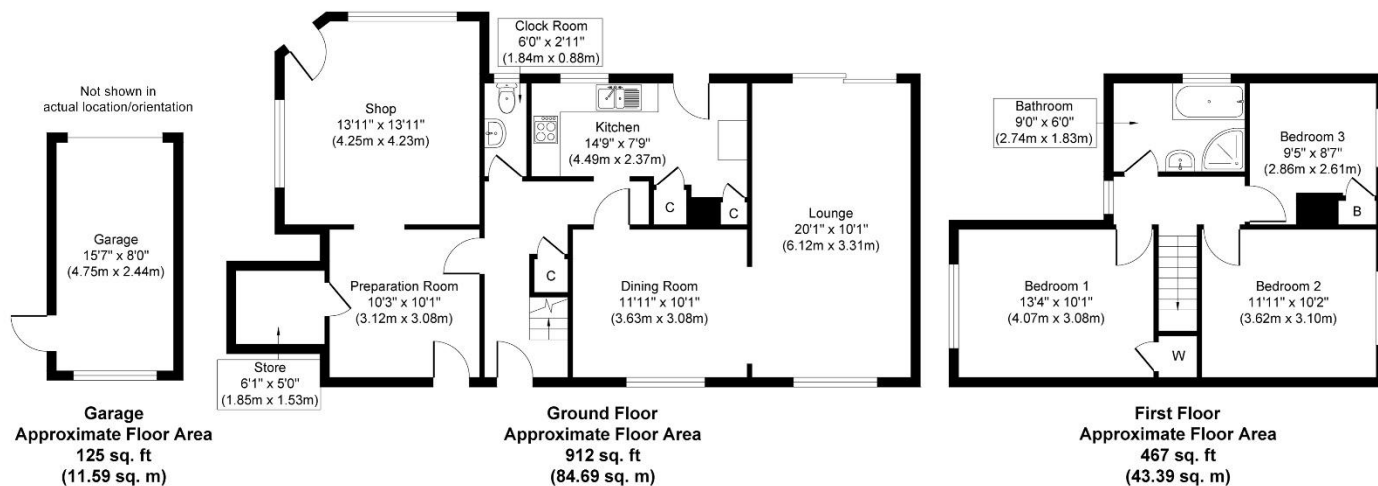 Not shown in
actual location/orientation
Garage
15'7" x 8'0"
(4.75m x 2.44m)
Garage
Approximate Floor Area
125 sq. ft
(11.59 sq. m)
Clock Room
6'0" x 2'11"
(1.84m x 0.88m)
Shop
13'11" x 13'11"
(4.25m x 4.23m)
Kitchen
14'9" x 7'9"
(4.49m x 2.37m)
C
C
Lounge
20'1" x 10'1"
(6.12m x 3.31m)
Preparation Room
10'3" x 10'1"
(3.12m x 3.08m)
C
Dining Room
11'11" x 10'1"
(3.63m x 3.08m)
Store
6'1" x 5'0"
(1.85m x 1.53m)
Ground Floor
Approximate Floor Area
912 sq. ft
(84.69 sq. m)
Bathroom
9'0" x 6'0"
(2.74m x 1.83m)
Bedroom 3
9'5" x 8'7"
(2.86m x 2.61m)
B
Bedroom 1
13'4" x 10'1"
(4.07m x 3.08m)
W
Bedroom 2
11'11" x 10'2"
(3.62m x 3.10m)
First Floor
Approximate Floor Area
467 sq. ft
(43.39 sq. m)